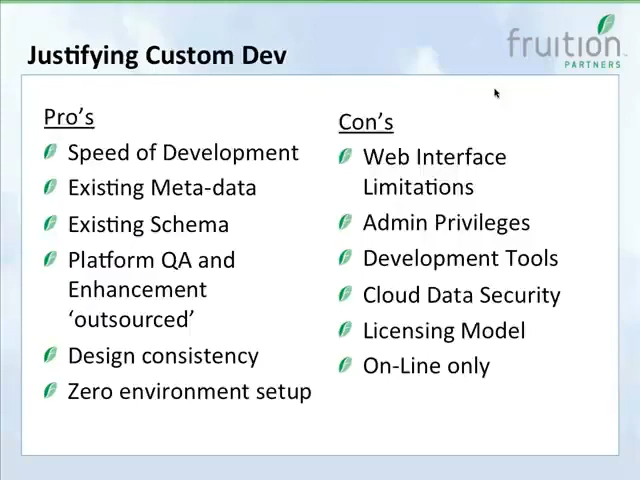 fruition
PARTNERS
Justifying Custom Dev
Pro's
Speed of Development
Existing Meta-data
Existing Schema
Platform QA and
Enhancement
‘outsourced’
Design consistency
Zero environment setup
Con's
Web Interface
Limitations
Admin Privileges
Development Tools
Cloud Data Security
Licensing Model
On-Line only